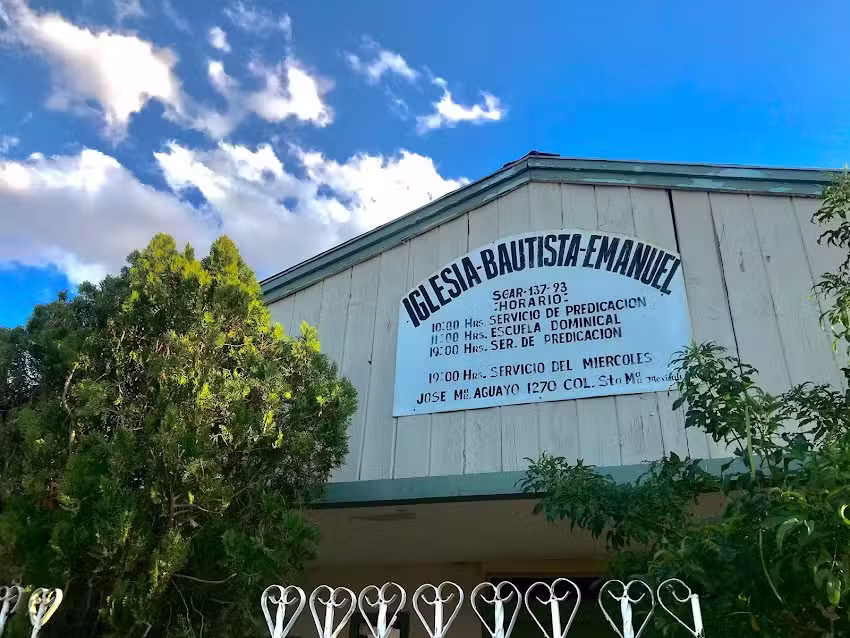 IGLESIA-BAUTISTA-EMANUEL
SGAR-137-93
-HORARIO-
10:00 HRS. SERVICIO DE PREDICACION
11:00 HRS. ESCUELA DOMINICAL
19:00 HRS. SER. DE PREDICACION
19:00 HRS. SERVICIO DEL MIERCOLES
JOSE Ma. AGUAYO 1270 COL. Sta Ma. Mexicali